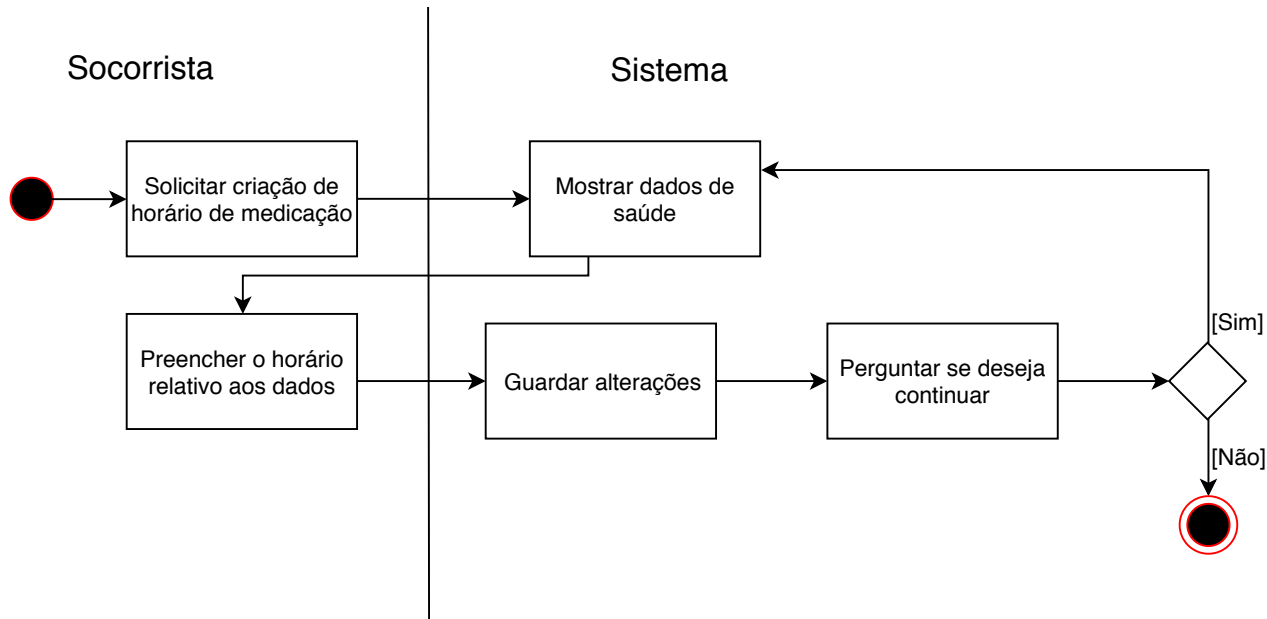 Socorrista
Sistema
Solicitar criação de
horário de medicação
Mostrar dados de
saúde
Preencher o horário
relativo aos dados
Guardar alterações
Perguntar se deseja
continuar
[Sim]
[Não]